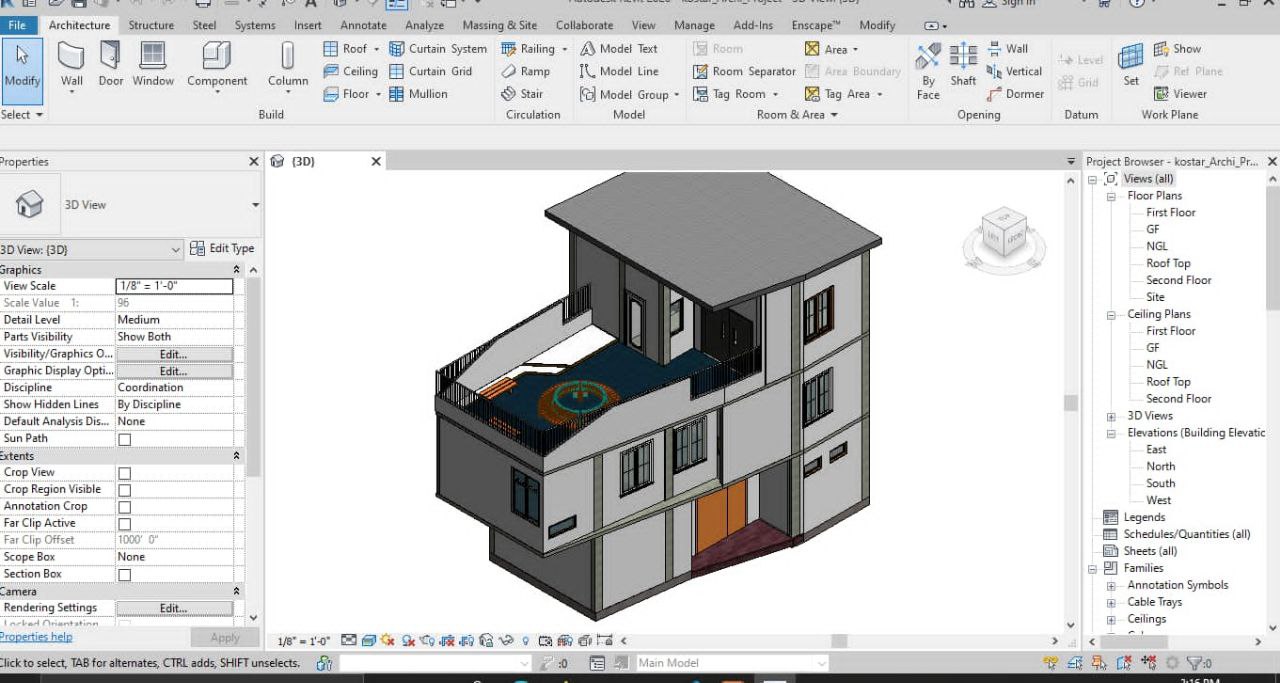 Sign In
File Architecture Structure Steel Systems Insert Annotate Analyze Massing & Site Collaborate View Manage Add-Ins Enscape™ Modify
Modify
Wall
Door
Window
Component
Column
Roof
Ceiling
Floor
Curtain System
Curtain Grid
Mullion
Railing
Ramp
Stair
Model Text
Model Line
Model Group
Room
Room Separator
Tag Room
Area
Area Boundary
Tag Area
By Face
Shaft
Wall
Vertical
Dormer
Level
Grid
Set
Show
Ref Plane
Viewer
Select
Build
Circulation
Model
Room & Area
Opening
Datum
Work Plane
Properties
3D View
3D View: {3D}
Edit Type
Graphics
View Scale 1/8" = 1'-0"
Scale Value 1: 96
Detail Level Medium
Parts Visibility Show Both
Visibility/Graphics O... Edit...
Graphic Display Opti... Edit...
Discipline Coordination
Show Hidden Lines By Discipline
Default Analysis Dis... None
Sun Path
Extents
Crop View
Crop Region Visible
Annotation Crop
Far Clip Active
Far Clip Offset 1000' 0"
Scope Box None
Section Box
Camera
Rendering Settings Edit...
Locked Orientation
Properties help
Apply
{3D}
Project Browser - kostar_Archi_Pr...
Views (all)
Floor Plans
First Floor
GF
NGL
Roof Top
Second Floor
Site
Ceiling Plans
First Floor
GF
NGL
Roof Top
Second Floor
3D Views
Elevations (Building Elevatio
East
North
South
West
Legends
Schedules/Quantities (all)
Sheets (all)
Families
Annotation Symbols
Cable Trays
Ceilings
1/8" = 1'-0"
Click to select, TAB for alternates, CTRL adds, SHIFT unselects.
:0
Main Model
:0
2:16 PM